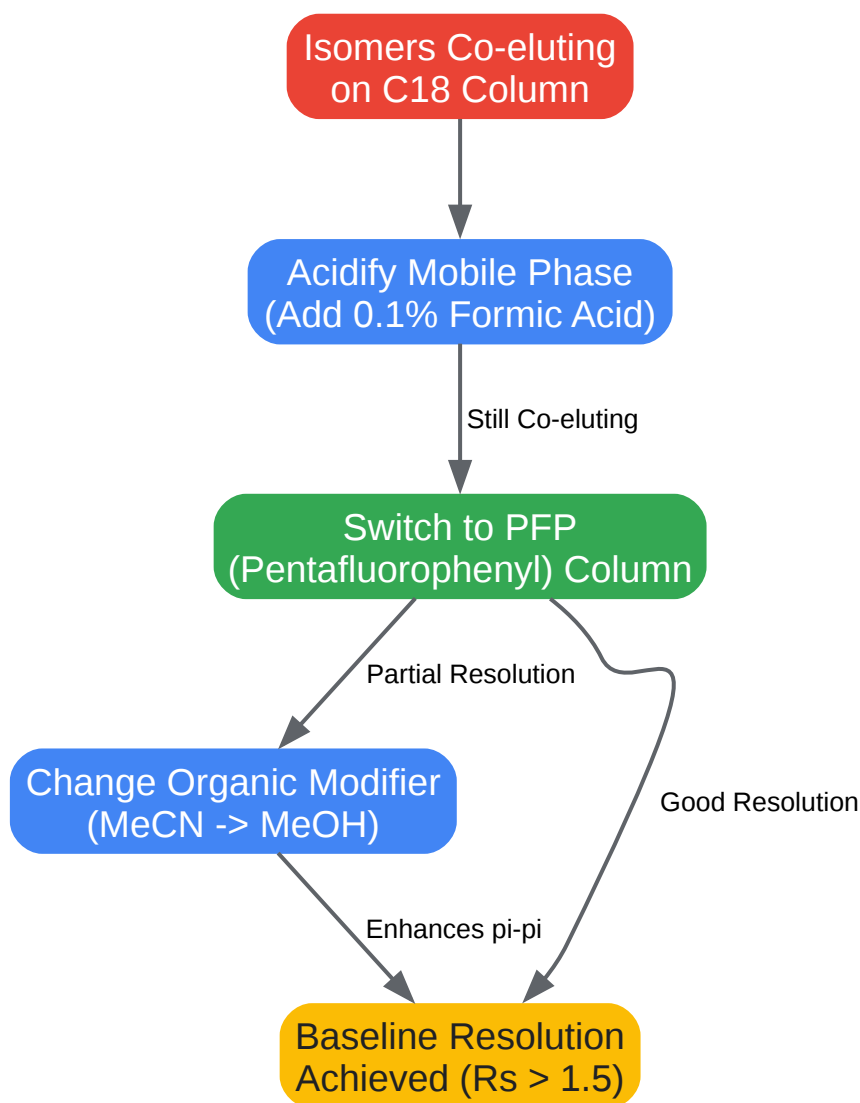 Isomers Co-eluting
on C18 Column
Acidify Mobile Phase
(Add 0.1% Formic Acid)
Still Co-eluting
Switch to PFP
(Pentafluorophenyl) Column
Partial Resolution
Change Organic Modifier
(MeCN -> MeOH)
Good Resolution
Enhances pi-pi
Baseline Resolution
Achieved (Rs > 1.5)